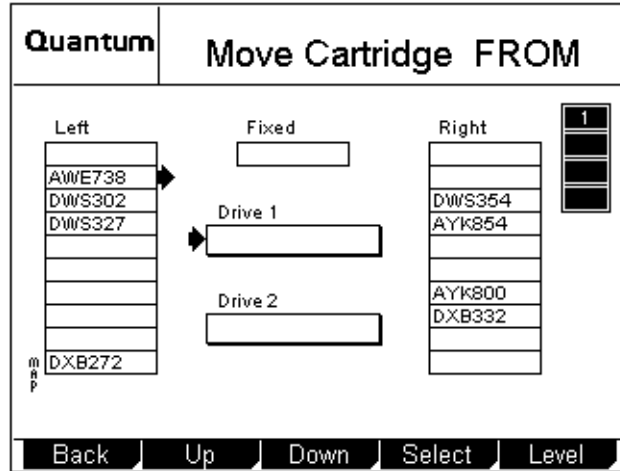 Quantum
Move Cartridge FROM
Left
Fixed
Right
1
AWE738
DWS302
DWS327
DXB272
Drive 1
Drive 2
DWS354
AYK854
AYK800
DXB332
MAP
Back
Up
Down
Select
Level